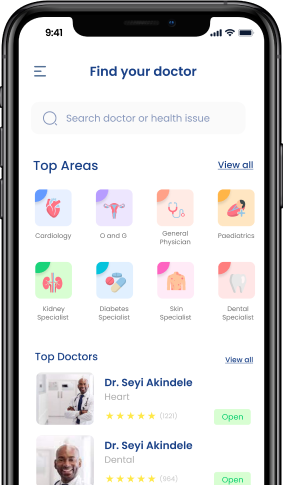 9:41
Find your doctor
Search doctor or health issue
Top Areas
View all
Cardiology
O and G
General
Physician
Paediatrics
Kidney
Specialist
Diabetes
Specialist
Skin
Specialist
Dental
Specialist
Top Doctors
View all
Dr. Seyi Akindele
Heart
(1221)
Open
Dr. Seyi Akindele
Dental
(964)
Open